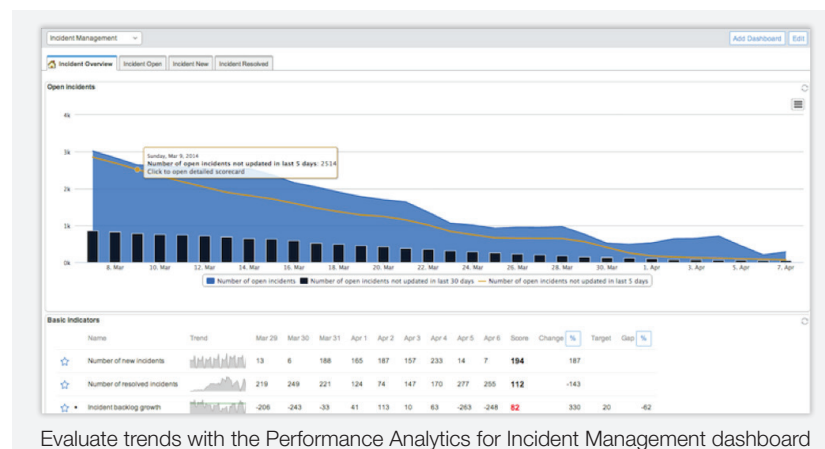 Incident Management
Add Dashboard Edit
Incident Overview Incident Open Incident New Incident Resolved
Open incidents
4k
3k
Sunday, Mar 9, 2014
Number of open incidents not updated in last 5 days: 2514
Click to open detailed scorecard
2k
1k
0k
8. Mar 10. Mar 12. Mar 14. Mar 16. Mar 18. Mar 20. Mar 22. Mar 24. Mar 26. Mar 28. Mar 30. Mar 1. Apr 3. Apr 5. Apr 7. Apr
Number of open incidents Number of open incidents not updated in last 30 days Number of open incidents not updated in last 5 days
Basic Indicators
Name Trend Mar 29 Mar 30 Mar 31 Apr 1 Apr 2 Apr 3 Apr 4 Apr 5 Apr 6 Score Change % Target Gap %
Number of new incidents 13 6 188 165 187 157 233 14 7 194 187
Number of resolved incidents 219 249 221 124 74 147 170 277 255 112 -143
Incident backlog growth -206 -243 -33 41 113 10 63 -263 -248 82 330 20 -62
Evaluate trends with the Performance Analytics for Incident Management dashboard